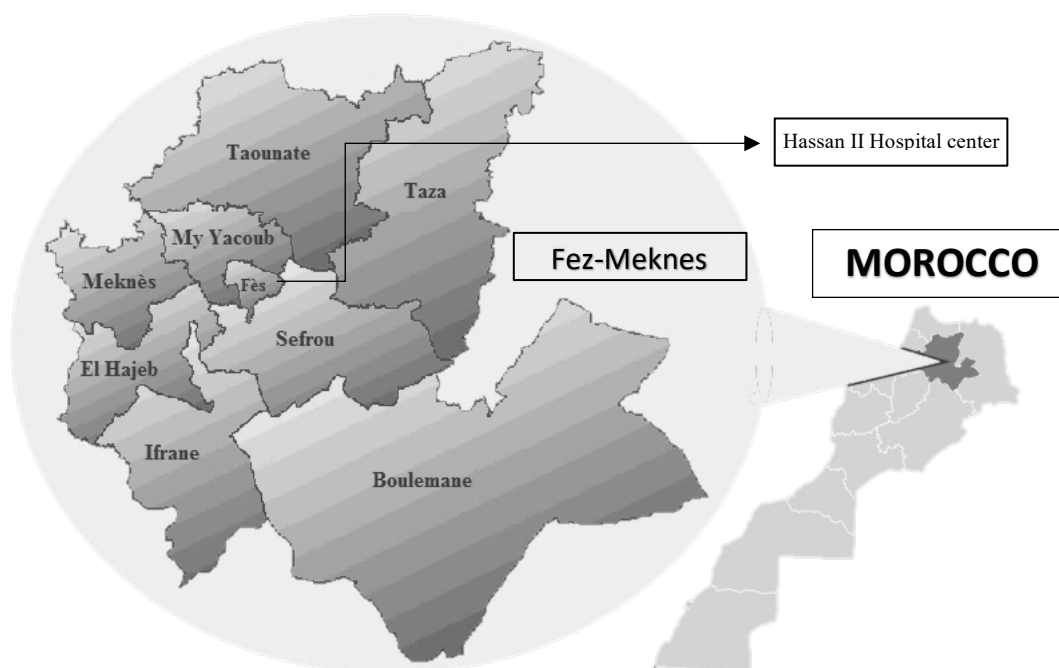 Taounate
Hassan II Hospital center
Taza
My Yacoub
Fez-Meknes
MOROCCO
Meknès
Fès
Sefrou
El Hajeb
Ifrane
Boulemane